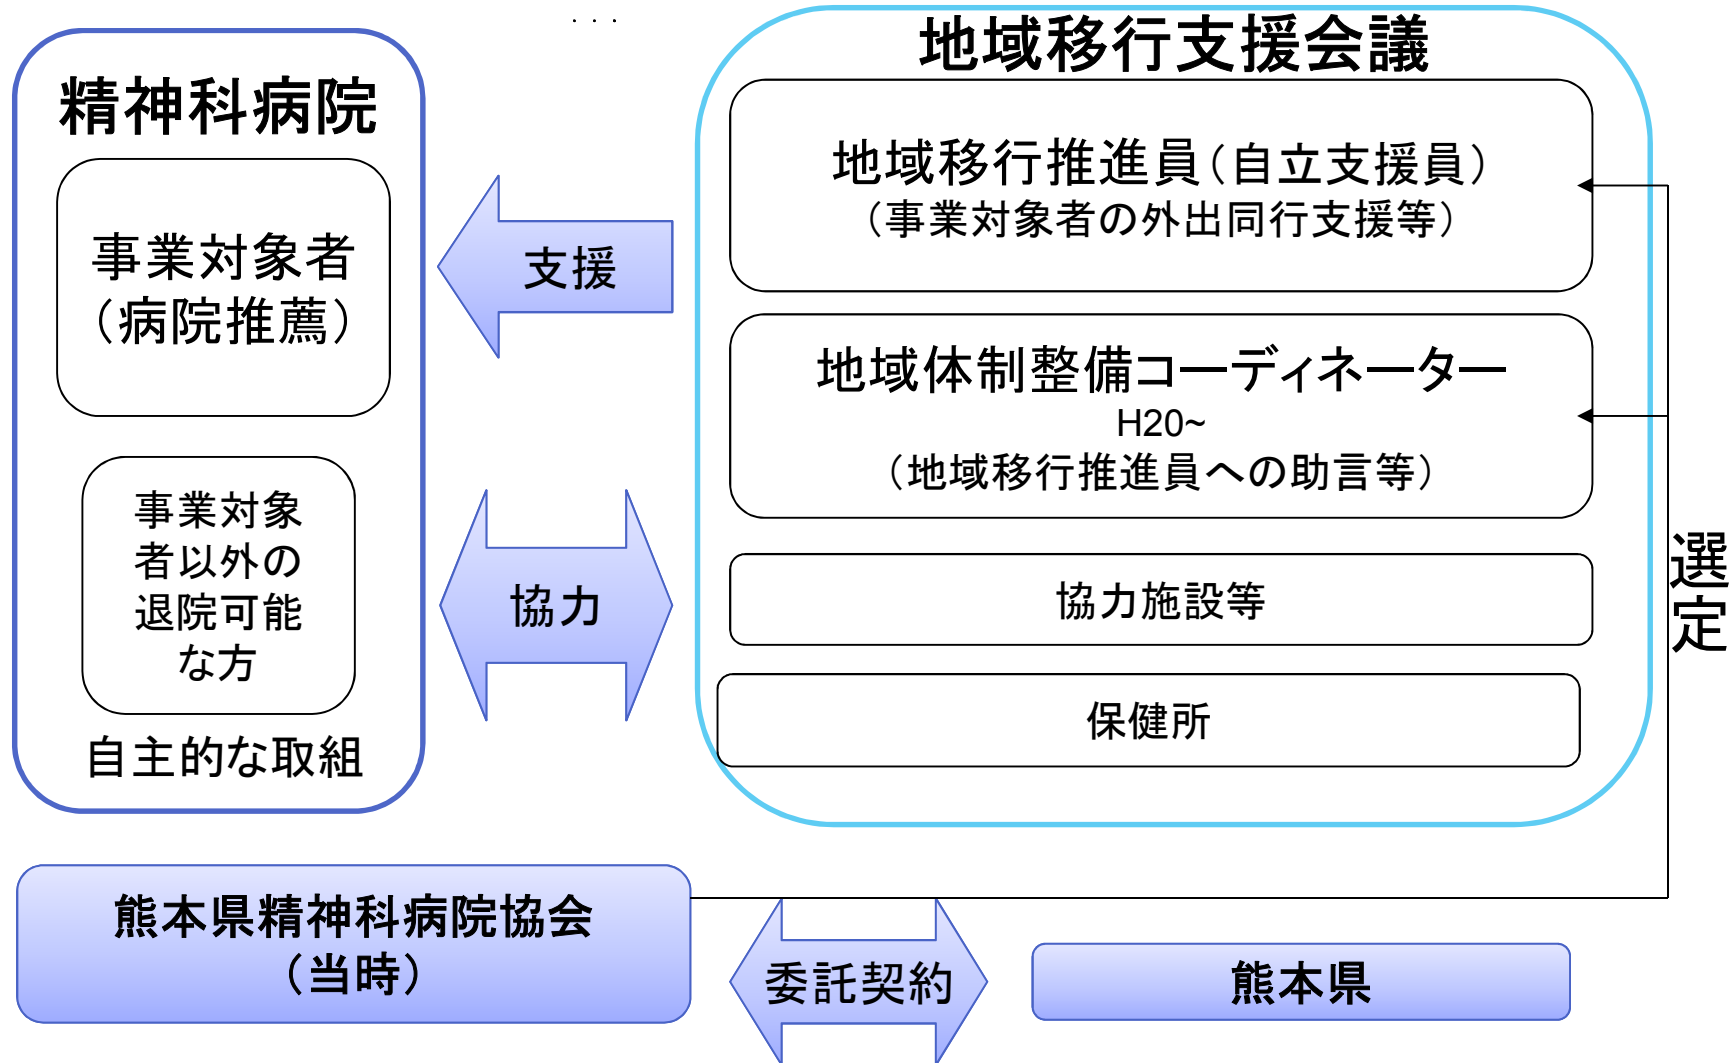 . . .
精神科病院
事業対象者
（病院推薦）
事業対象
者以外の
退院可能
な方
自主的な取組
支援
協力
地域移行支援会議
地域移行推進員（自立支援員）
（事業対象者の外出同行支援等）
地域体制整備コーディネーター
H20~
（地域移行推進員への助言等）
協力施設等
保健所
選定
熊本県精神科病院協会
（当時）
委託契約
熊本県